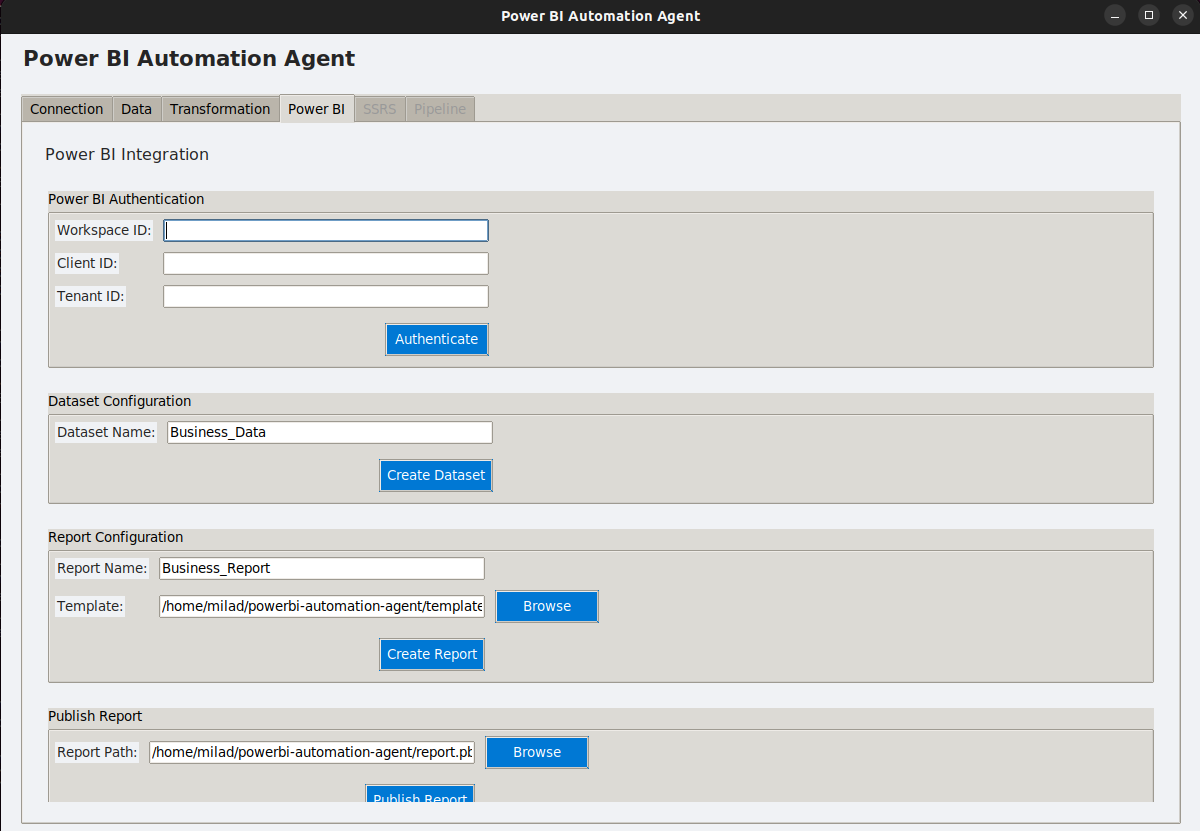 Power BI Automation Agent
Power BI Automation Agent
Connection Data Transformation Power BI SSRS Pipeline
Power BI Integration
Power BI Authentication
Workspace ID:
Client ID:
Tenant ID:
Authenticate
Dataset Configuration
Dataset Name: Business_Data
Create Dataset
Report Configuration
Report Name: Business_Report
Template: /home/milad/powerbi-automation-agent/template Browse
Create Report
Publish Report
Report Path: /home/milad/powerbi-automation-agent/report.pb Browse
Publish Report